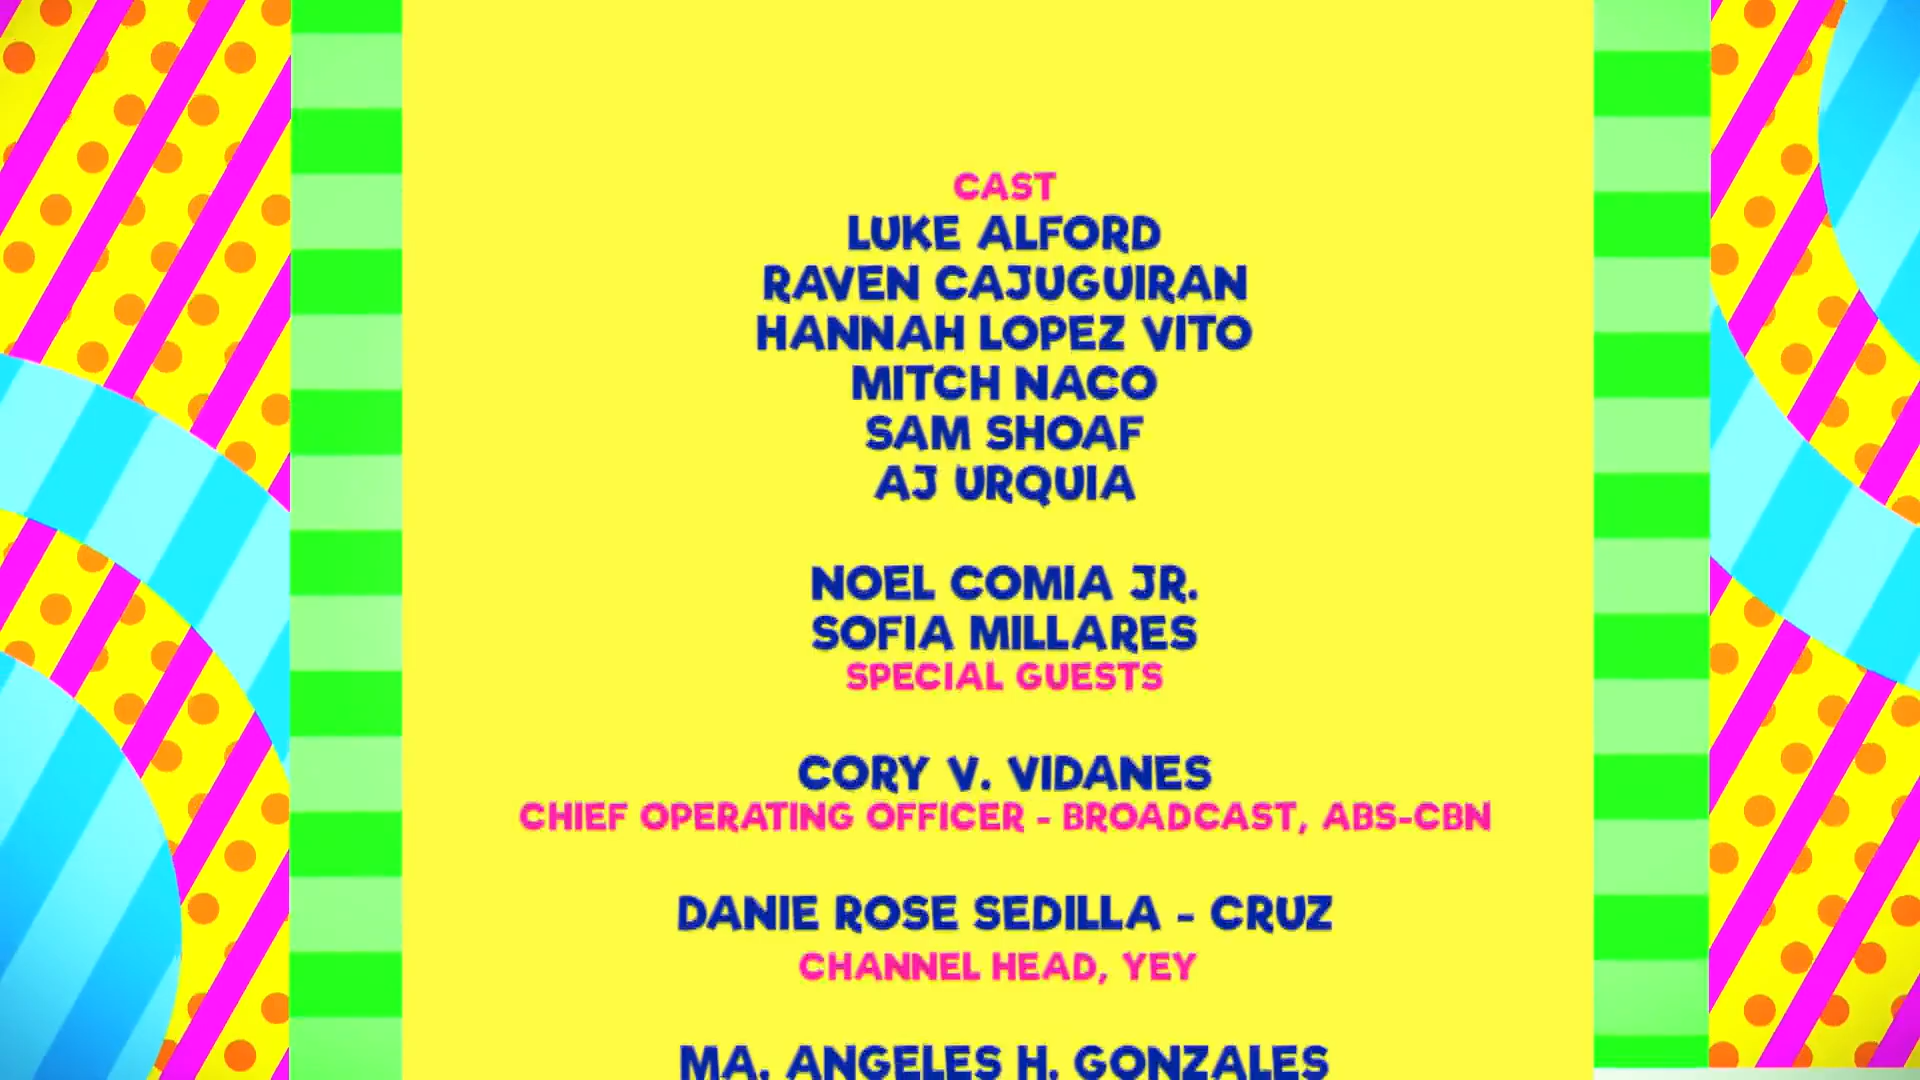 CAST
LUKE ALFORD
RAVEN CAJUGUIRAN
HANNAH LOPEZ VITO
MITCH NACO
SAM SHOAF
AJ URQUIA
NOEL COMIA JR.
SOFIA MILLARES
SPECIAL GUESTS
CORY V. VIDANES
CHIEF OPERATING OFFICER - BROADCAST, ABS-CBN
DANIE ROSE SEDILLA - CRUZ
CHANNEL HEAD, YEY
MA. ANGELES H. GONZALES